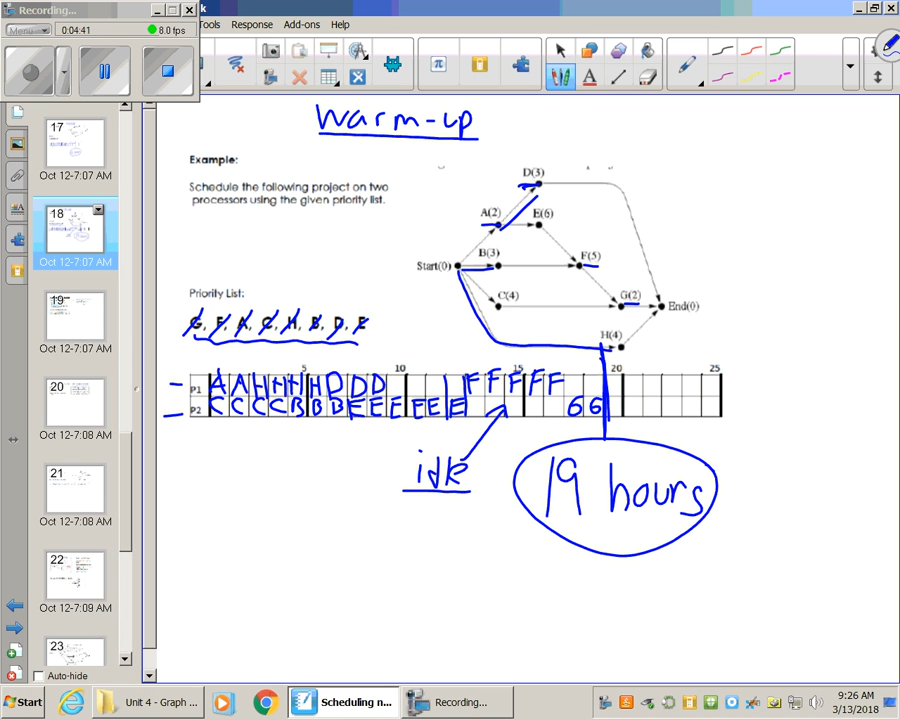 Recording...
Menu
0:04:41
8.0 fps
Tools Response Add-ons Help
17
Oct 12-7:07 AM
18
Oct 12-7:07 AM
19
Oct 12-7:07 AM
20
Oct 12-7:08 AM
21
Oct 12-7:08 AM
22
Oct 12-7:09 AM
23
Auto-hide
Warm-up
Example:
Schedule the following project on two
processors using the given priority list.
Priority List:
G, F, A, C, H, B, D, E
D(3)
A(2) E(6)
B(3) F(5)
Start(0)
C(4) G(2) End(0)
H(4)
5 10 15 20 25
P1 A A H H H H D D D F F F F F
P2 C C C C B B B E E E E E E G G
idle
19 hours
Start
Unit 4 - Graph ...
Scheduling n...
Recording...
9:26 AM
3/13/2018